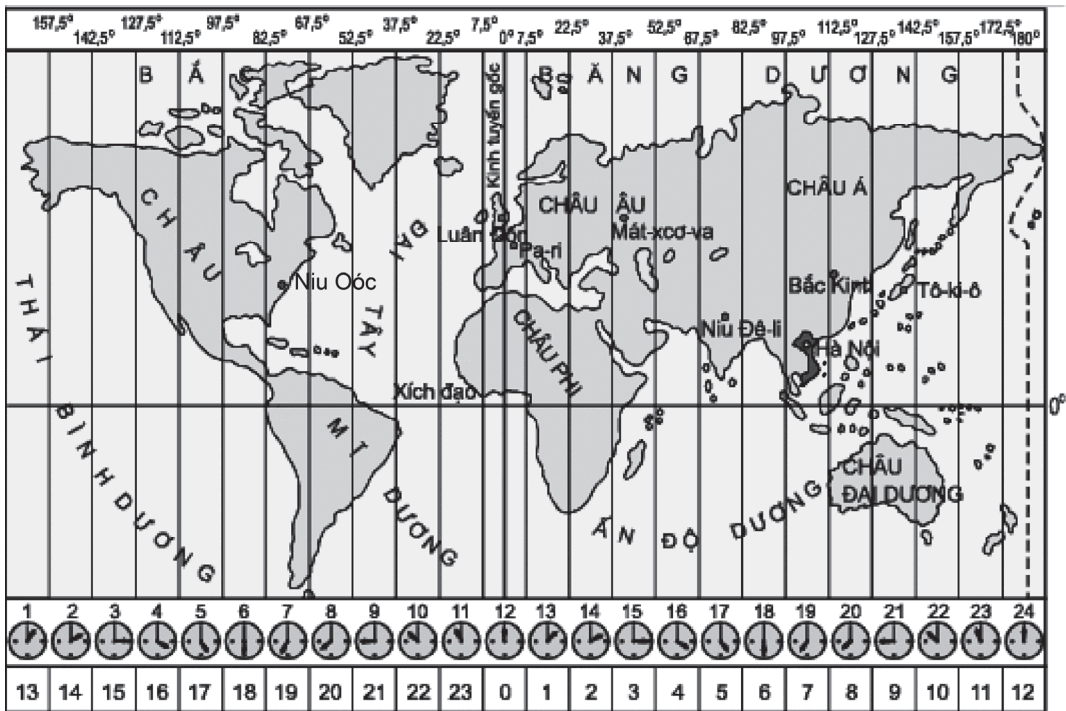 157,5° 127,5° 97,5° 67,5° 37,5° 7,5° 22,5° 52,5° 82,5° 112,5° 142,5° 172,5°
142,5° 112,5° 82,5° 52,5° 22,5° 0° 7,5° 37,5° 67,5° 97,5° 127,5° 157,5° 180°
BẮC BĂNG DƯƠNG
Kinh tuyến gốc
CHÂU MĨ
ĐẠI TÂY DƯƠNG
CHÂU ÂU
CHÂU Á
Luân Đôn
Pa-ri
Mát-xcơ-va
Niu Oóc
Bắc Kinh
Tô-ki-ô
THÁI BÌNH DƯƠNG
CHÂU PHI
Niu Đê-li
Hà Nội
Xích đạo
0°
CHÂU
ĐẠI DƯƠNG
ẤN ĐỘ DƯƠNG
1 2 3 4 5 6 7 8 9 10 11 12 13 14 15 16 17 18 19 20 21 22 23 24
13 14 15 16 17 18 19 20 21 22 23 0 1 2 3 4 5 6 7 8 9 10 11 12